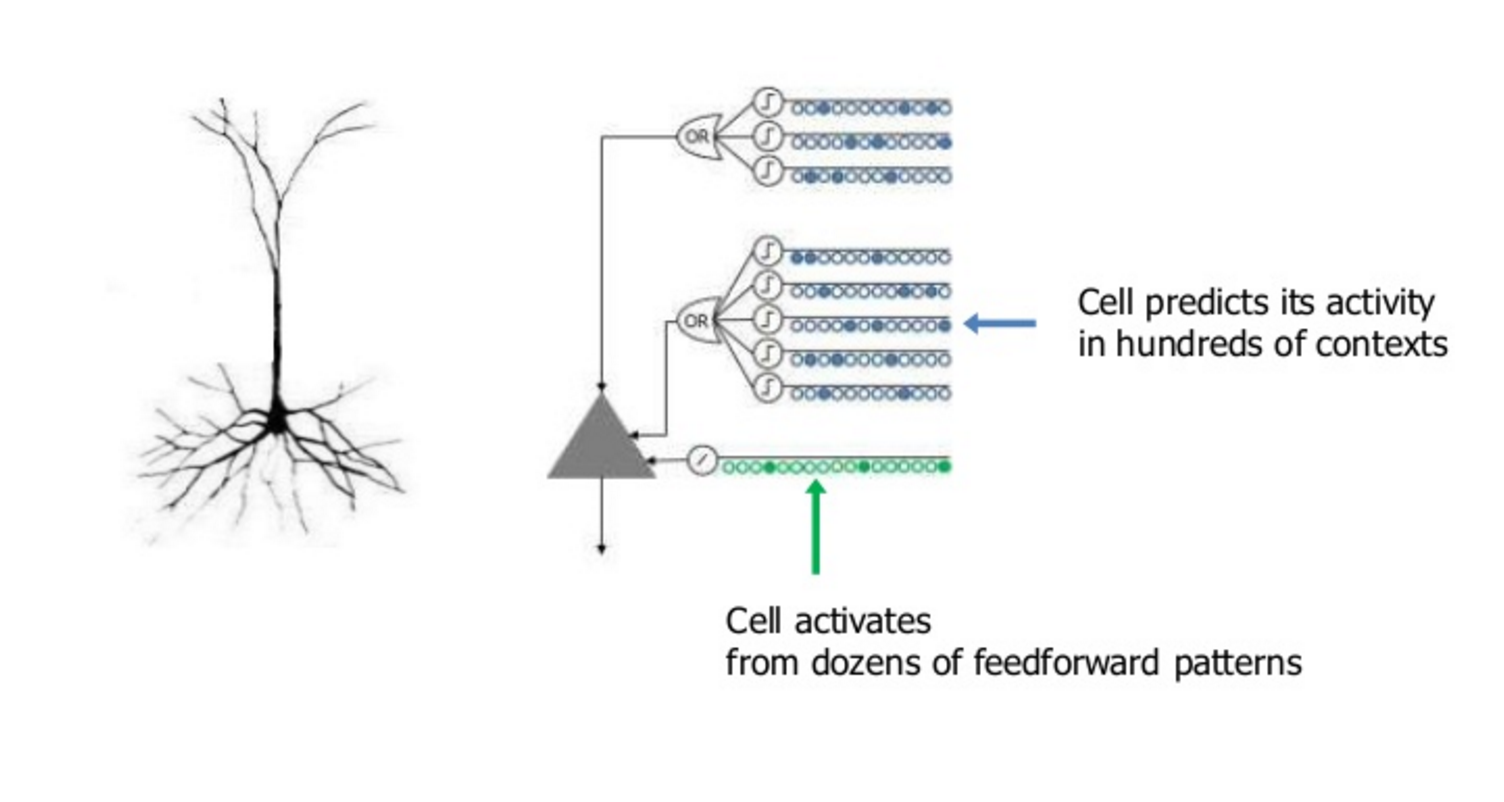 OR
OR
Cell predicts its activity
in hundreds of contexts
Cell activates
from dozens of feedforward patterns